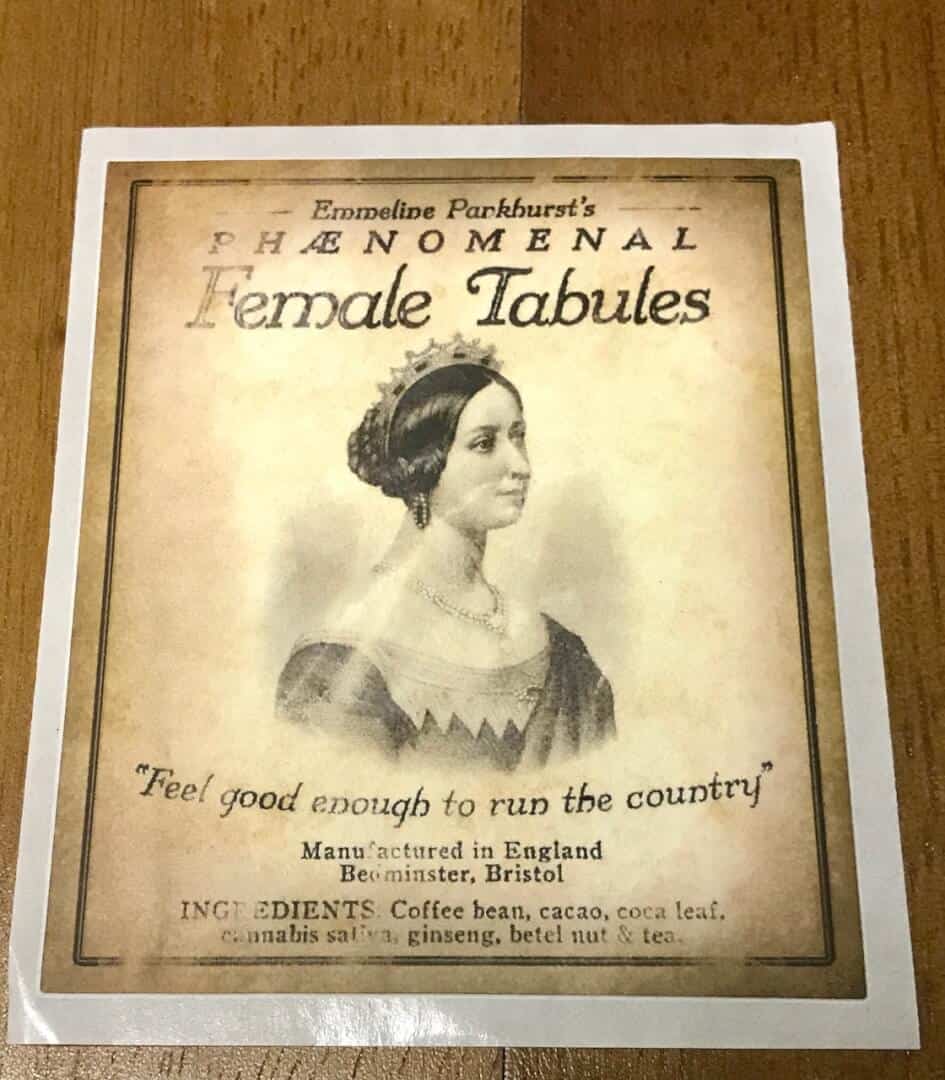 Emmeline Parkhurst's
PHÆNOMENAL
Female Tabules
"Feel good enough to run the country"
Manufactured in England
Bedminster, Bristol
INGREDIENTS: Coffee bean, cacao, coca leaf,
cannabis sativa, ginseng, betel nut & tea.